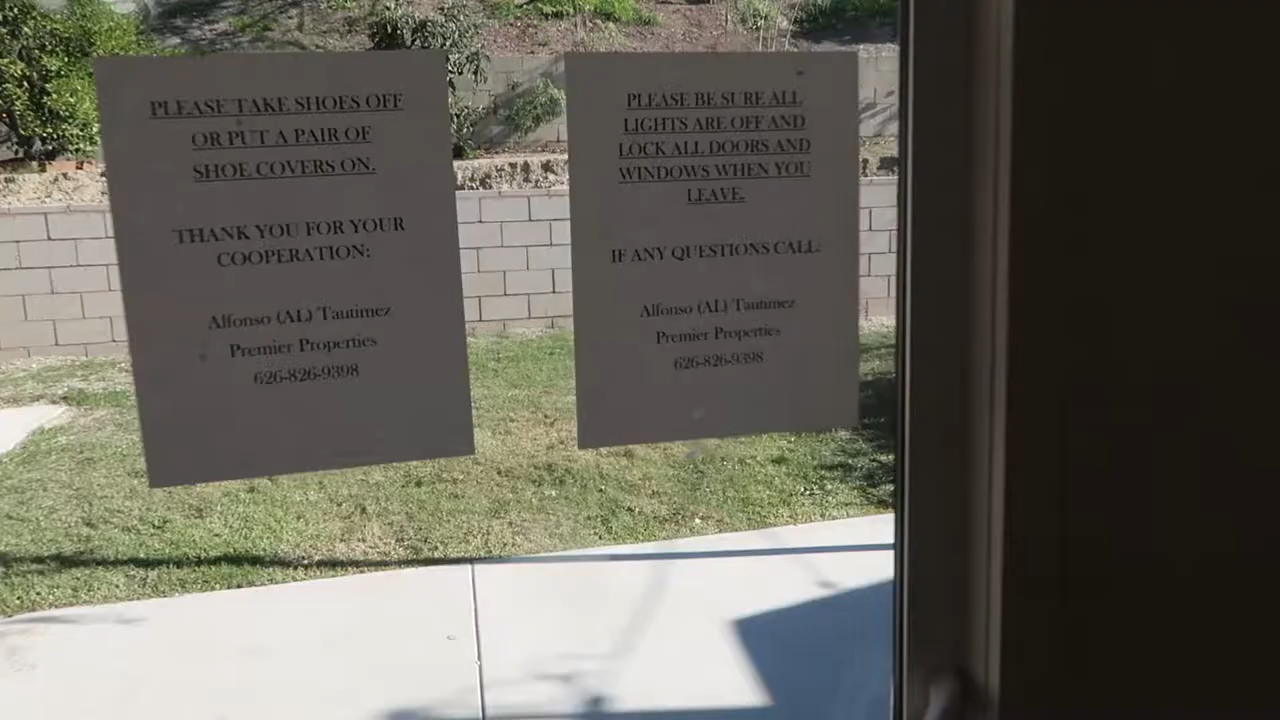 PLEASE TAKE SHOES OFF
OR PUT A PAIR OF
SHOE COVERS ON.
THANK YOU FOR YOUR
COOPERATION:
Alfonso (AL) Tautimez
Premier Properties
626-826-9398
PLEASE BE SURE ALL
LIGHTS ARE OFF AND
LOCK ALL DOORS AND
WINDOWS WHEN YOU
LEAVE.
IF ANY QUESTIONS CALL:
Alfonso (AL) Tautimez
Premier Properties
626-826-9398